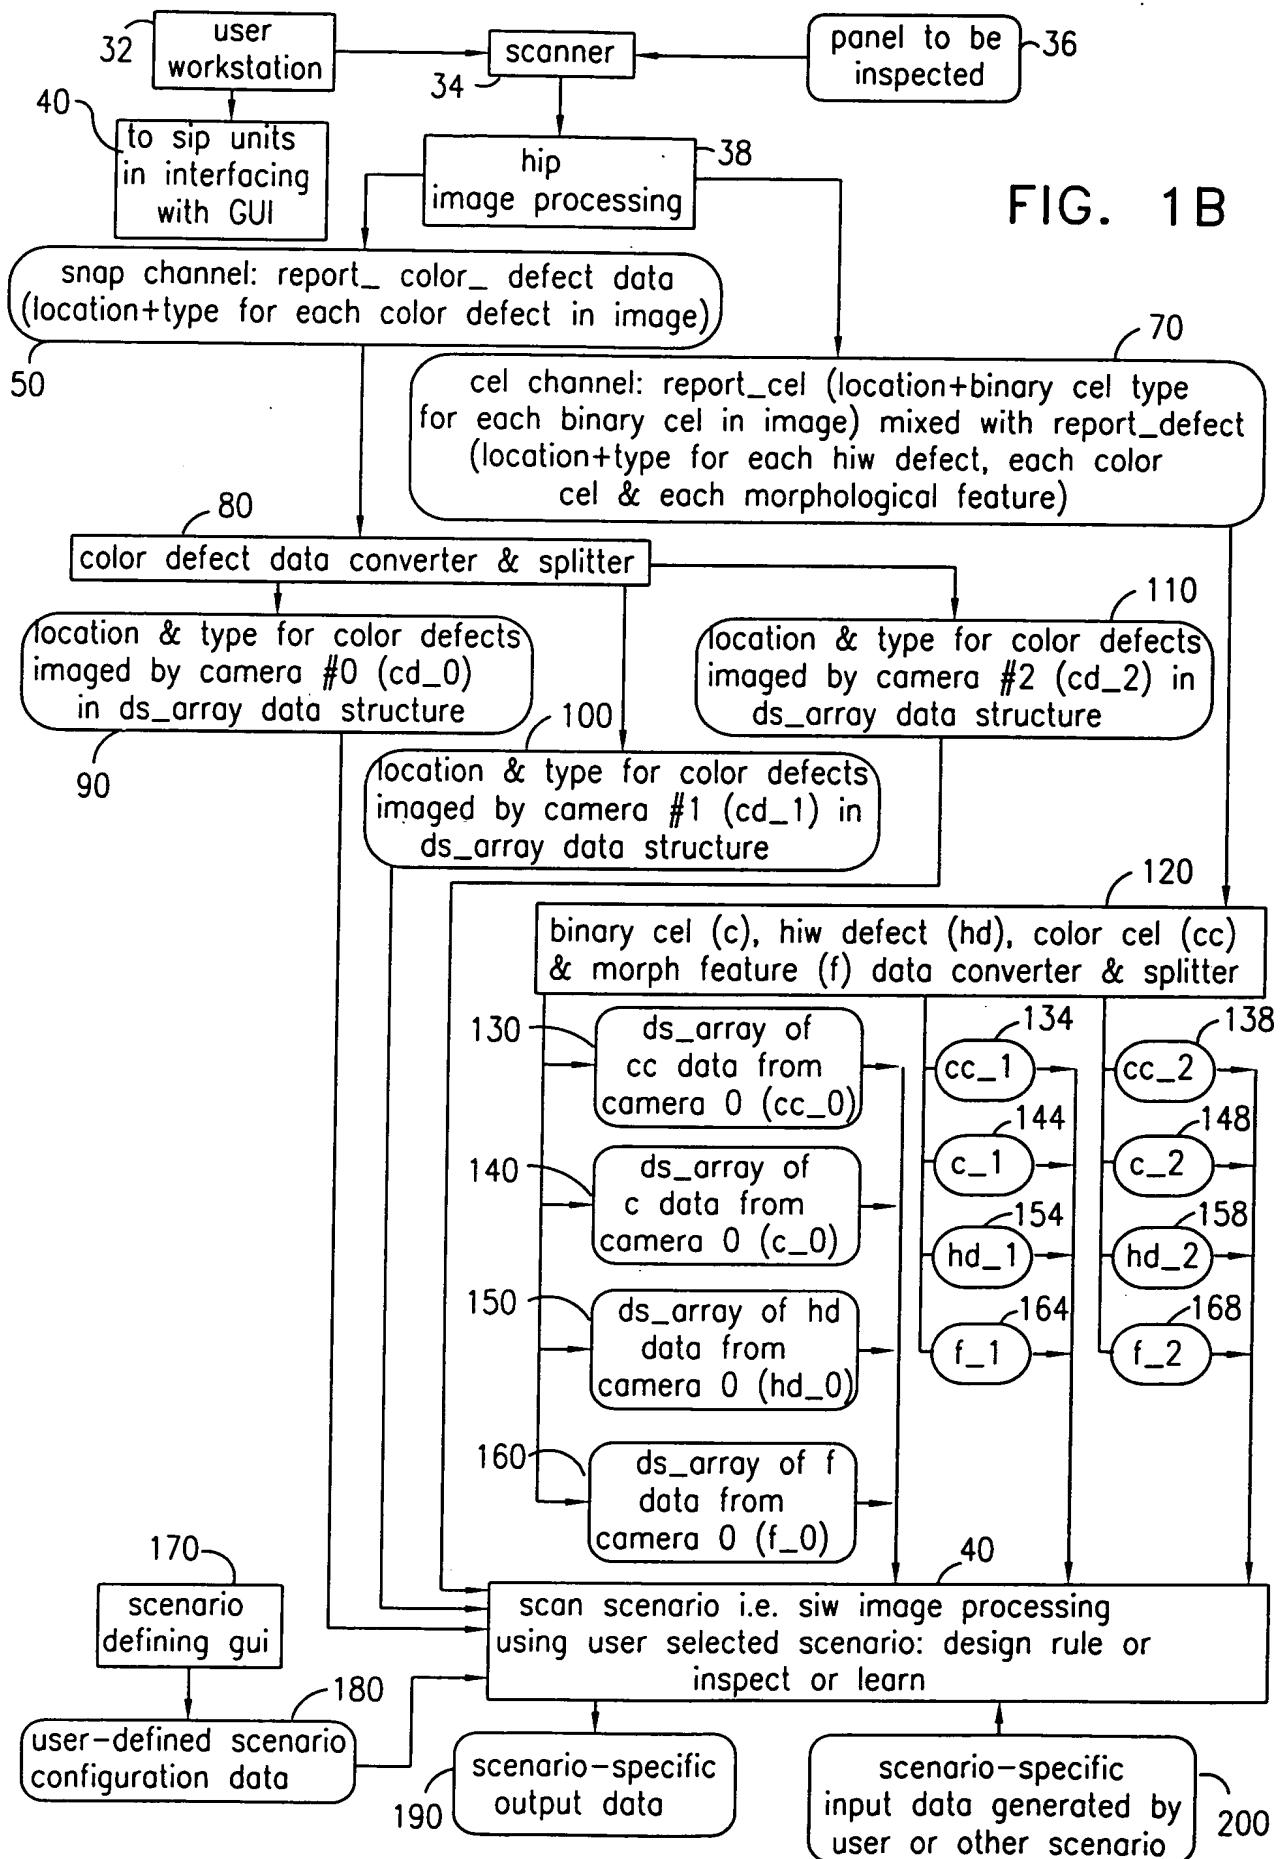 user
workstation
32
scanner
34
panel to be
inspected
36
40
to sip units
in interfacing
with GUI
hip
image processing
38
FIG. 1B
snap channel: report_ color_ defect data
(location+type for each color defect in image)
50
70
cel channel: report_cel (location+binary cel type
for each binary cel in image) mixed with report_defect
(location+type for each hiw defect, each color
cel & each morphological feature)
80
color defect data converter & splitter
location & type for color defects
imaged by camera #0 (cd_0)
in ds_array data structure
90
110
location & type for color defects
imaged by camera #2 (cd_2) in
ds_array data structure
100
location & type for color defects
imaged by camera #1 (cd_1) in
ds_array data structure
120
binary cel (c), hiw defect (hd), color cel (cc)
& morph feature (f) data converter & splitter
130
ds_array of
cc data from
camera 0 (cc_0)
134
cc_1
138
cc_2
140
ds_array of
c data from
camera 0 (c_0)
144
c_1
148
c_2
150
ds_array of hd
data from
camera 0 (hd_0)
154
hd_1
158
hd_2
160
ds_array of f
data from
camera 0 (f_0)
164
f_1
168
f_2
170
scenario
defining gui
40
scan scenario i.e. siw image processing
using user selected scenario: design rule or
inspect or learn
180
user-defined scenario
configuration data
190
scenario-specific
output data
scenario-specific
input data generated by
user or other scenario
200